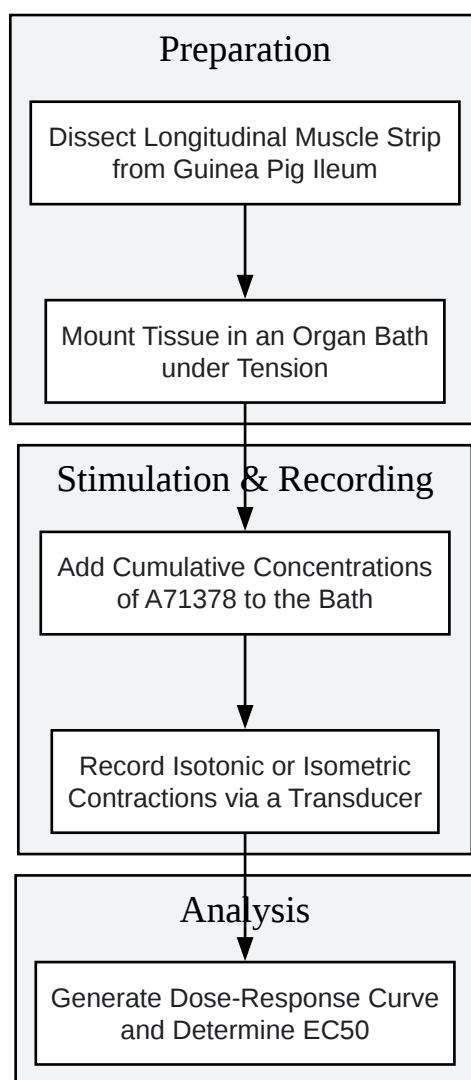 Preparation
Dissect Longitudinal Muscle Strip
from Guinea Pig Ileum
Mount Tissue in an Organ Bath
under Tension
Stimulation & Recording
Add Cumulative Concentrations
of A71378 to the Bath
Record Isotonic or Isometric
Contractions via a Transducer
Analysis
Generate Dose-Response Curve
and Determine EC50